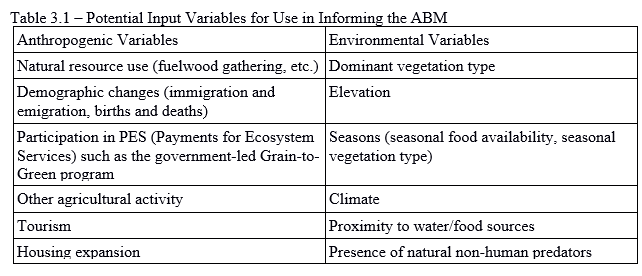 Table 3.1 – Potential Input Variables for Use in Informing the ABM
Anthropogenic Variables Environmental Variables
Natural resource use (fuelwood gathering, etc.) Dominant vegetation type
Demographic changes (immigration and
emigration, births and deaths)
Elevation
Participation in PES (Payments for Ecosystem
Services) such as the government-led Grain-to-
Green program
Seasons (seasonal food availability, seasonal
vegetation type)
Other agricultural activity Climate
Tourism Proximity to water/food sources
Housing expansion Presence of natural non-human predators